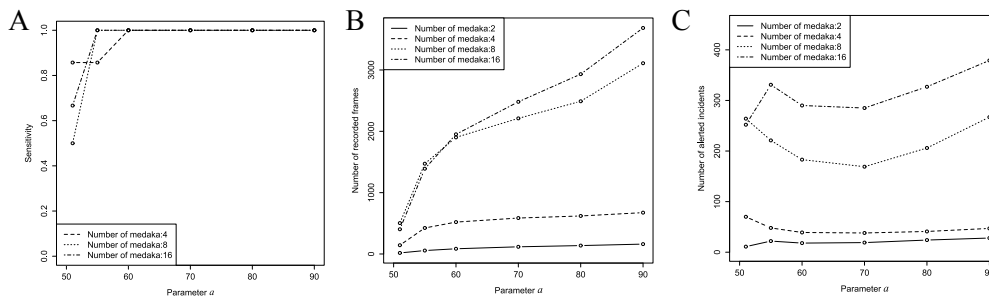 A
Sensitivity
1.0
0.8
0.6
0.4
0.2
0.0
Number of medaka:4
Number of medaka:8
Number of medaka:16
50 60 70 80 90
Parameter a
B
Number of recorded frames
3000
2000
1000
0
Number of medaka:2
Number of medaka:4
Number of medaka:8
Number of medaka:16
50 60 70 80 90
Parameter a
C
Number of alerted incidents
400
300
200
100
0
Number of medaka:2
Number of medaka:4
Number of medaka:8
Number of medaka:16
50 60 70 80 90
Parameter a